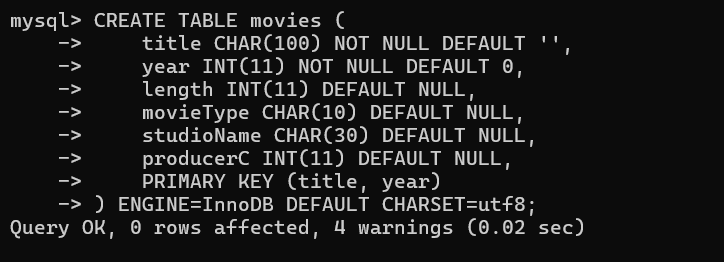 mysql> CREATE TABLE movies (
    ->     title CHAR(100) NOT NULL DEFAULT '',
    ->     year INT(11) NOT NULL DEFAULT 0,
    ->     length INT(11) DEFAULT NULL,
    ->     movieType CHAR(10) DEFAULT NULL,
    ->     studioName CHAR(30) DEFAULT NULL,
    ->     producerC INT(11) DEFAULT NULL,
    ->     PRIMARY KEY (title, year)
    -> ) ENGINE=InnoDB DEFAULT CHARSET=utf8;
Query OK, 0 rows affected, 4 warnings (0.02 sec)